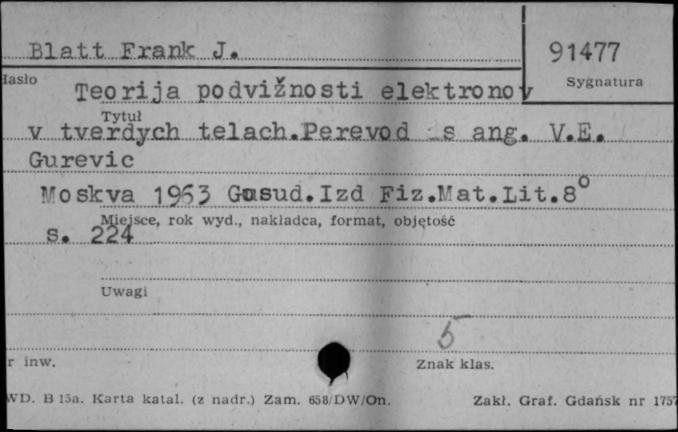 Blatt Frank J.
91477
Hasło
Sygnatura
Teorija podvižnosti elektronov
Tytuł
v tverdych telach.Perevod s ang. V.E.
Gurevic
Moskva 1963 Gosud.Izd Fiz.Mat.Lit.8°
Miejsce, rok wyd., nakładca, format, objętość
s. 224
Uwagi
5
r inw.
Znak klas.
WD. B 15a. Karta katal. (z nadr.) Zam. 658/DW/On.
Zakł. Graf. Gdańsk nr 1757